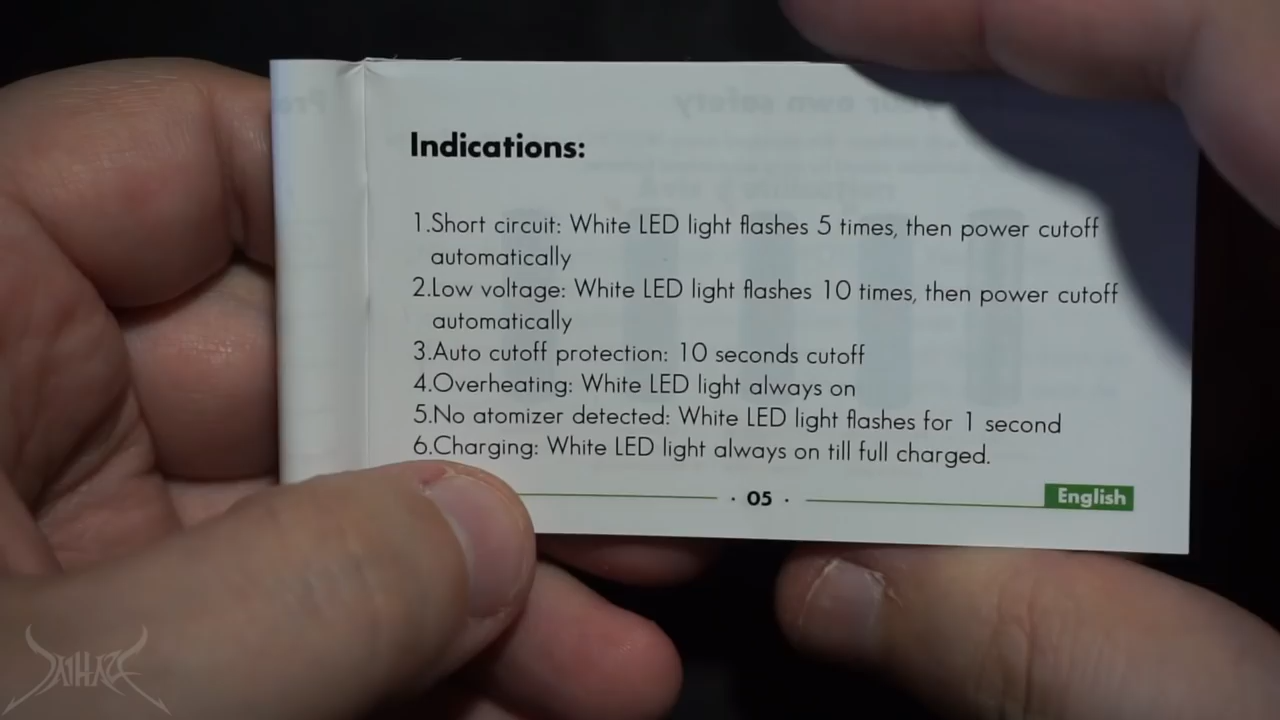 Indications:
1.Short circuit: White LED light flashes 5 times, then power cutoff
automatically
2.Low voltage: White LED light flashes 10 times, then power cutoff
automatically
3.Auto cutoff protection: 10 seconds cutoff
4.Overheating: White LED light always on
5.No atomizer detected: White LED light flashes for 1 second
6.Charging: White LED light always on till full charged.
· 05 ·
English